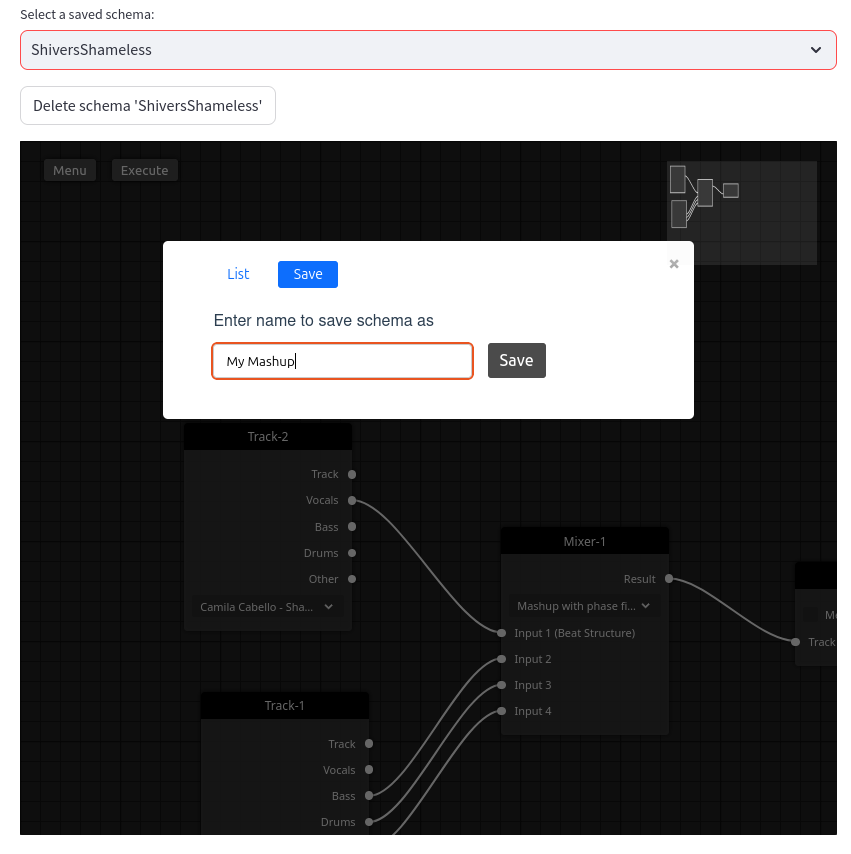 Select a saved schema:
ShiversShameless
Delete schema 'ShiversShameless'
Menu
Execute
List
Save
Enter name to save schema as
My Mashup
Save
Track-2
Track
Vocals
Bass
Drums
Other
Camila Cabello - Sha...
Mixer-1
Result
Mashup with phase fi...
Input 1 (Beat Structure)
Input 2
Input 3
Input 4
Track
Track-1
Track
Vocals
Bass
Drums